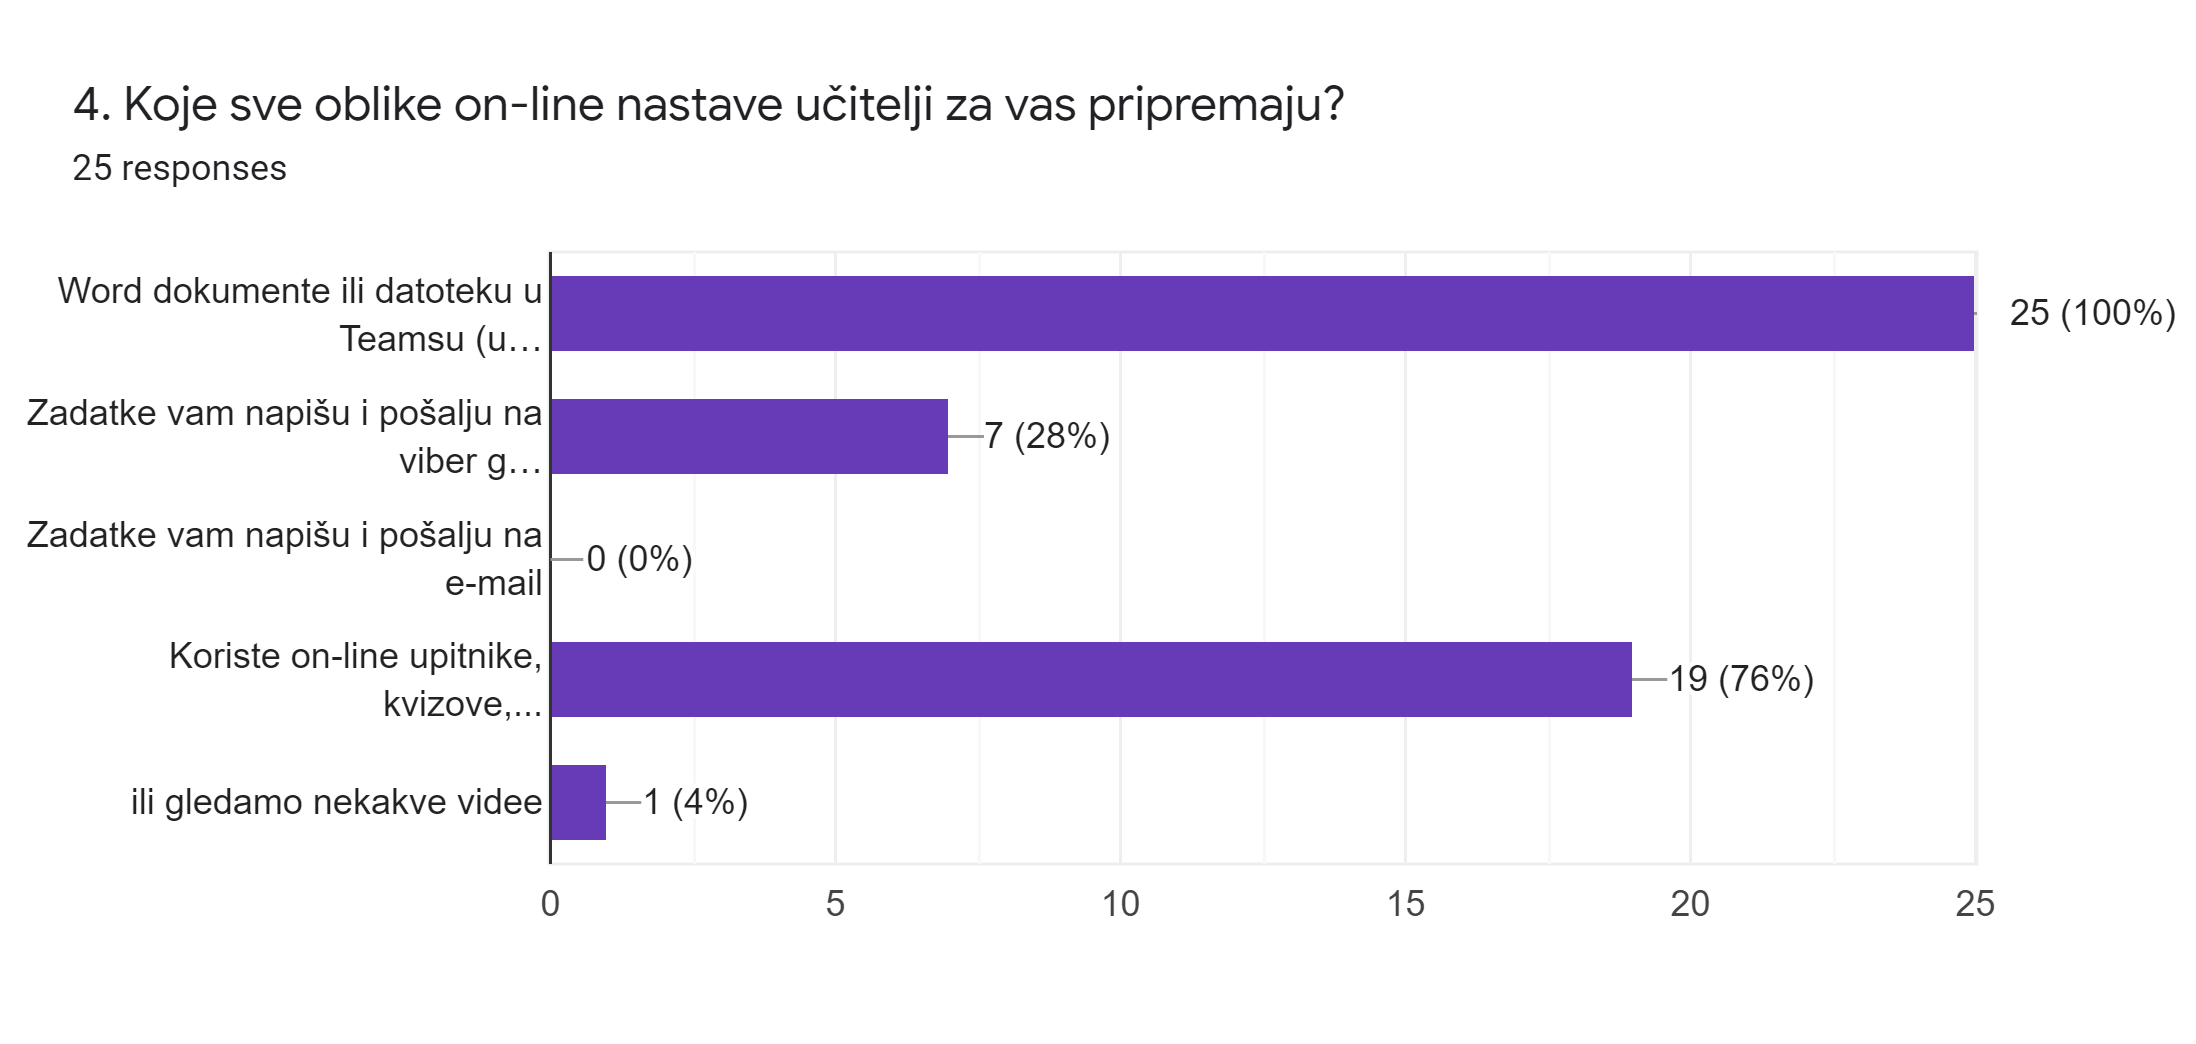 4. Koje sve oblike on-line nastave učitelji za vas pripremaju?
25 responses
Word dokumente ili datoteku u
Teamsu (u…
25 (100%)
Zadatke vam napišu i pošalju na
viber g…
7 (28%)
Zadatke vam napišu i pošalju na
e-mail
0 (0%)
Koriste on-line upitnike,
kvizove,...
19 (76%)
ili gledamo nekakve videe
1 (4%)
0 5 10 15 20 25